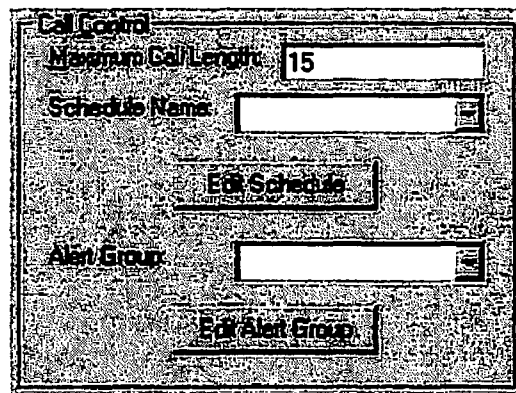 Call Control
Maximum Call Length: 15
Schedule Name:
Edit Schedule
Alert Group:
Edit Alert Group